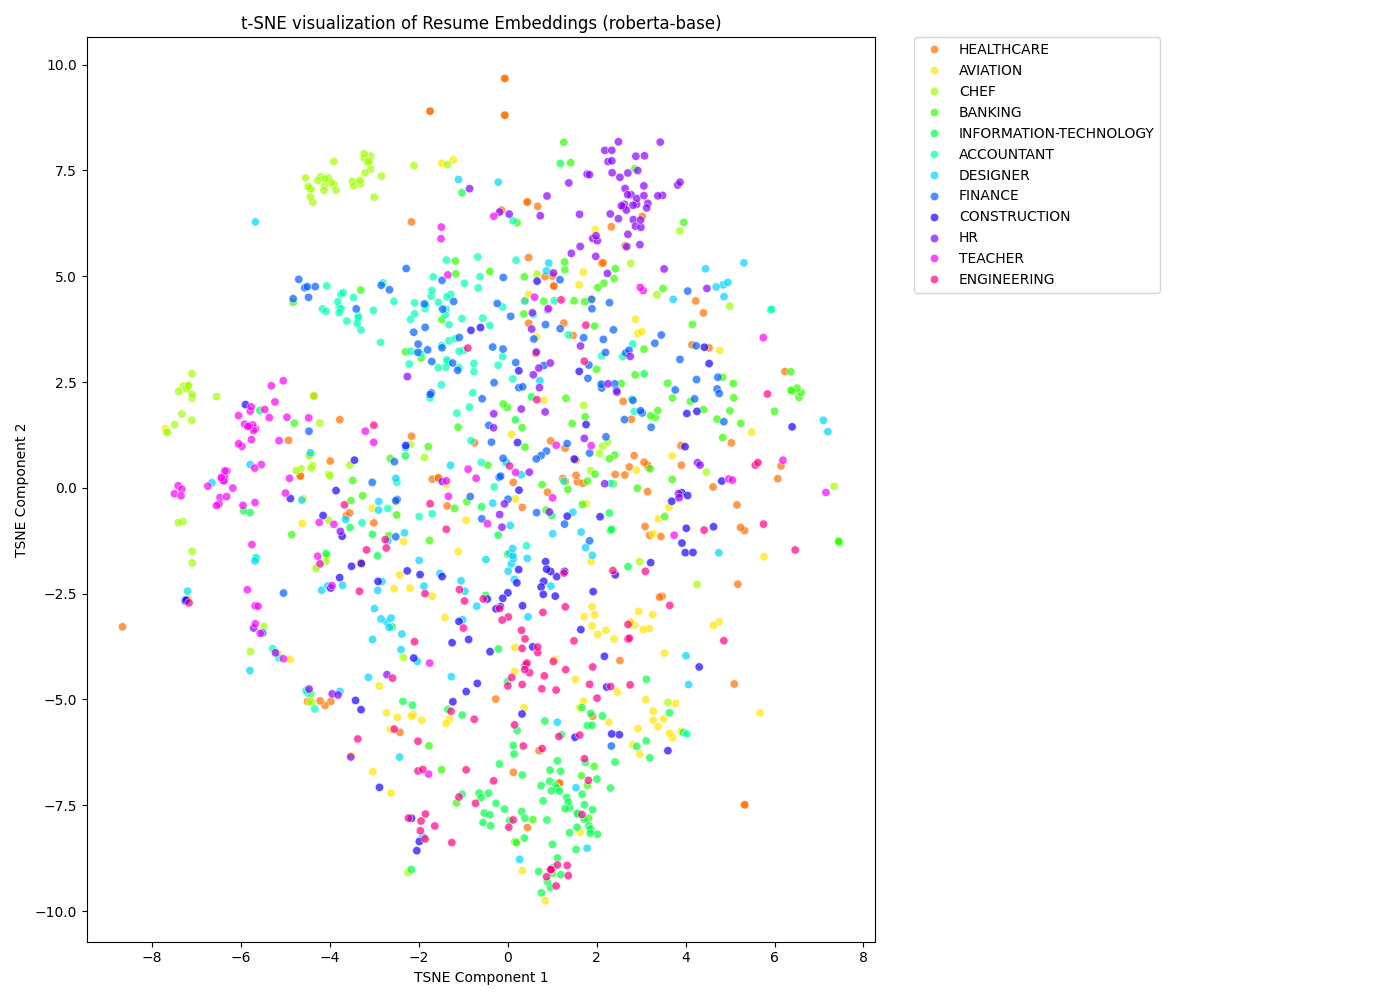 t-SNE visualization of Resume Embeddings (roberta-base)
10.0
7.5
5.0
2.5
0.0
−2.5
−5.0
−7.5
−10.0
TSNE Component 2
−8
−6
−4
−2
0
2
4
6
8
TSNE Component 1
HEALTHCARE
AVIATION
CHEF
BANKING
INFORMATION-TECHNOLOGY
ACCOUNTANT
DESIGNER
FINANCE
CONSTRUCTION
HR
TEACHER
ENGINEERING